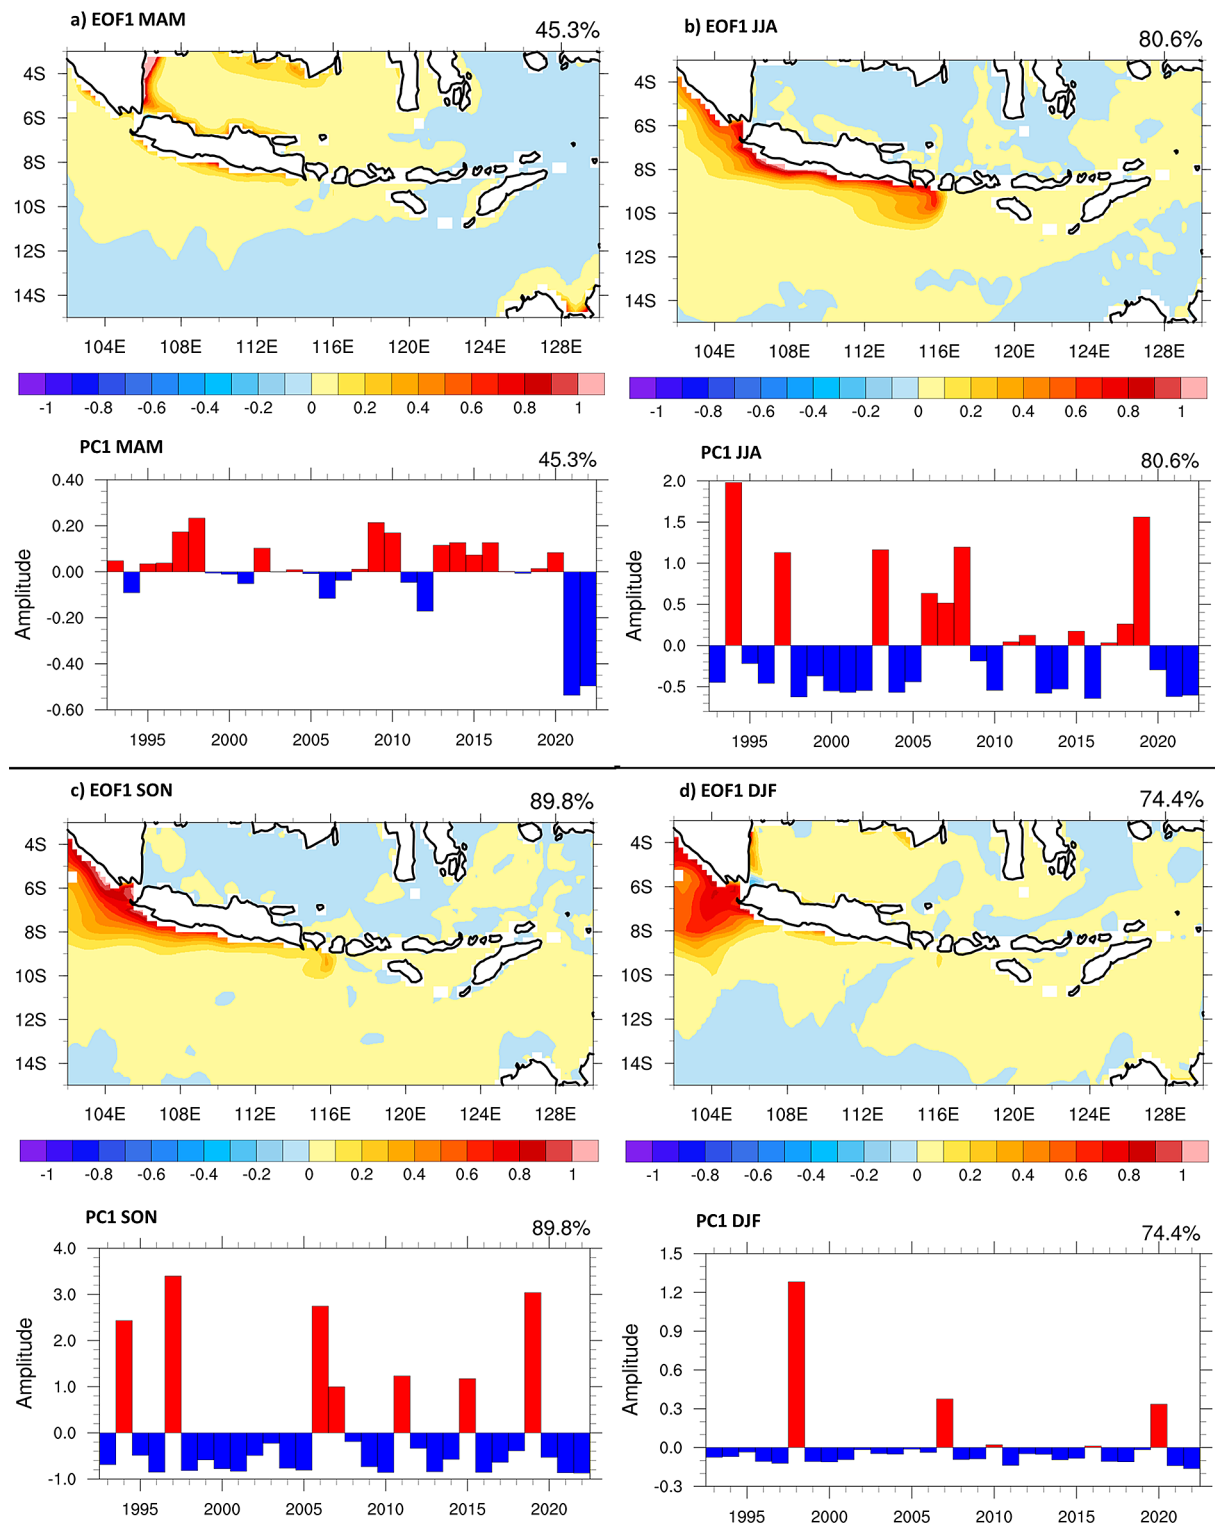 a) EOF1 MAM
45.3%
4S
6S
8S
10S
12S
14S
104E 108E 112E 116E 120E 124E 128E
-1 -0.8 -0.6 -0.4 -0.2 0 0.2 0.4 0.6 0.8 1
PC1 MAM
45.3%
Amplitude
0.40
0.20
0.00
-0.20
-0.40
-0.60
1995 2000 2005 2010 2015 2020
b) EOF1 JJA
80.6%
4S
6S
8S
10S
12S
14S
104E 108E 112E 116E 120E 124E 128E
-1 -0.8 -0.6 -0.4 -0.2 0 0.2 0.4 0.6 0.8 1
PC1 JJA
80.6%
Amplitude
2.0
1.5
1.0
0.5
0.0
-0.5
1995 2000 2005 2010 2015 2020
c) EOF1 SON
89.8%
4S
6S
8S
10S
12S
14S
104E 108E 112E 116E 120E 124E 128E
-1 -0.8 -0.6 -0.4 -0.2 0 0.2 0.4 0.6 0.8 1
PC1 SON
89.8%
Amplitude
4.0
3.0
2.0
1.0
0.0
-1.0
1995 2000 2005 2010 2015 2020
d) EOF1 DJF
74.4%
4S
6S
8S
10S
12S
14S
104E 108E 112E 116E 120E 124E 128E
-1 -0.8 -0.6 -0.4 -0.2 0 0.2 0.4 0.6 0.8 1
PC1 DJF
74.4%
Amplitude
1.5
1.2
0.9
0.6
0.3
0.0
-0.3
1995 2000 2005 2010 2015 2020